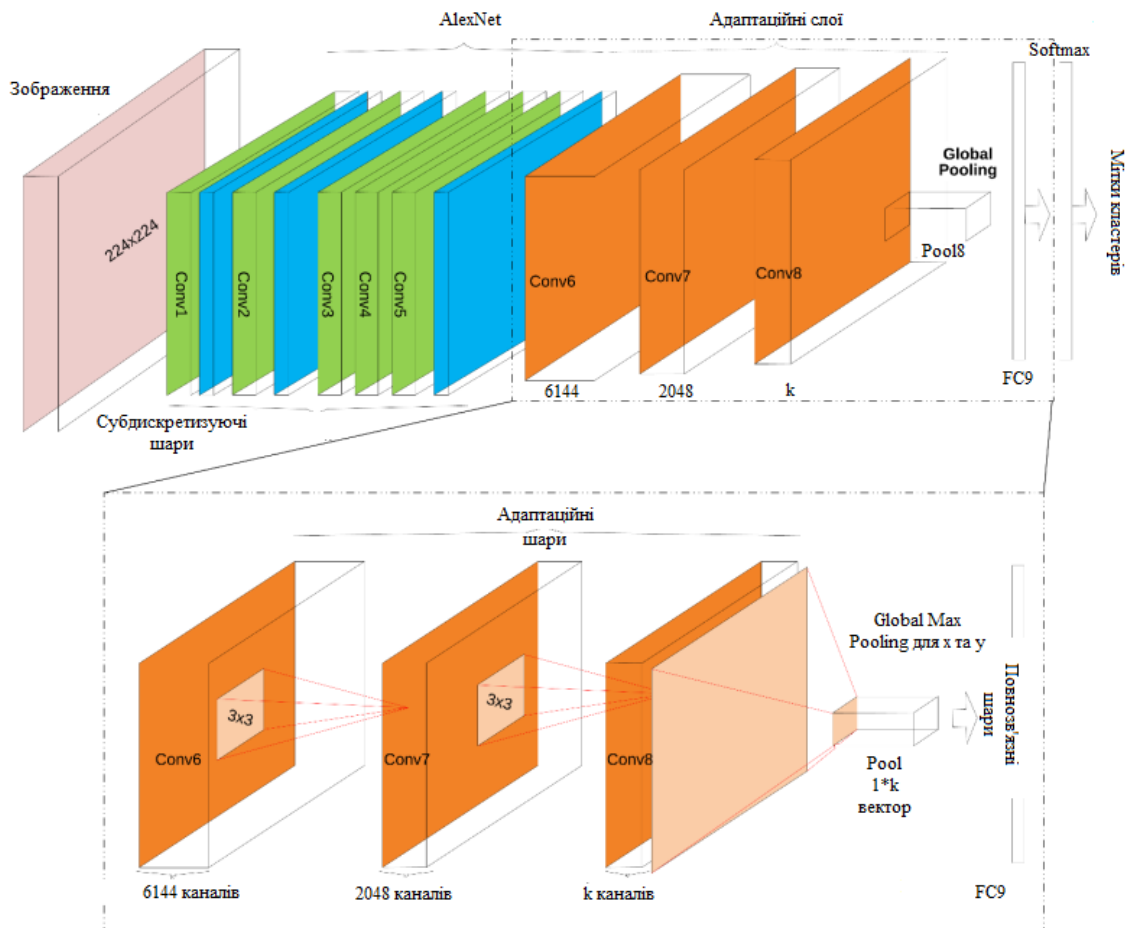 AlexNet
Адаптаційні слої
Softmax
Зображення
224x224
Conv1
Conv2
Conv3
Conv4
Conv5
Conv6
Conv7
Conv8
Global
Pooling
Pool8
Мітки кластерів
6144
2048
k
FC9
Субдискретизуючі
шари
Адаптаційні
шари
Conv6
3x3
Conv7
3x3
Conv8
Global Max
Pooling для x та y
Pool
1*k
вектор
Повнозв'язні
шари
6144 каналів
2048 каналів
k каналів
FC9